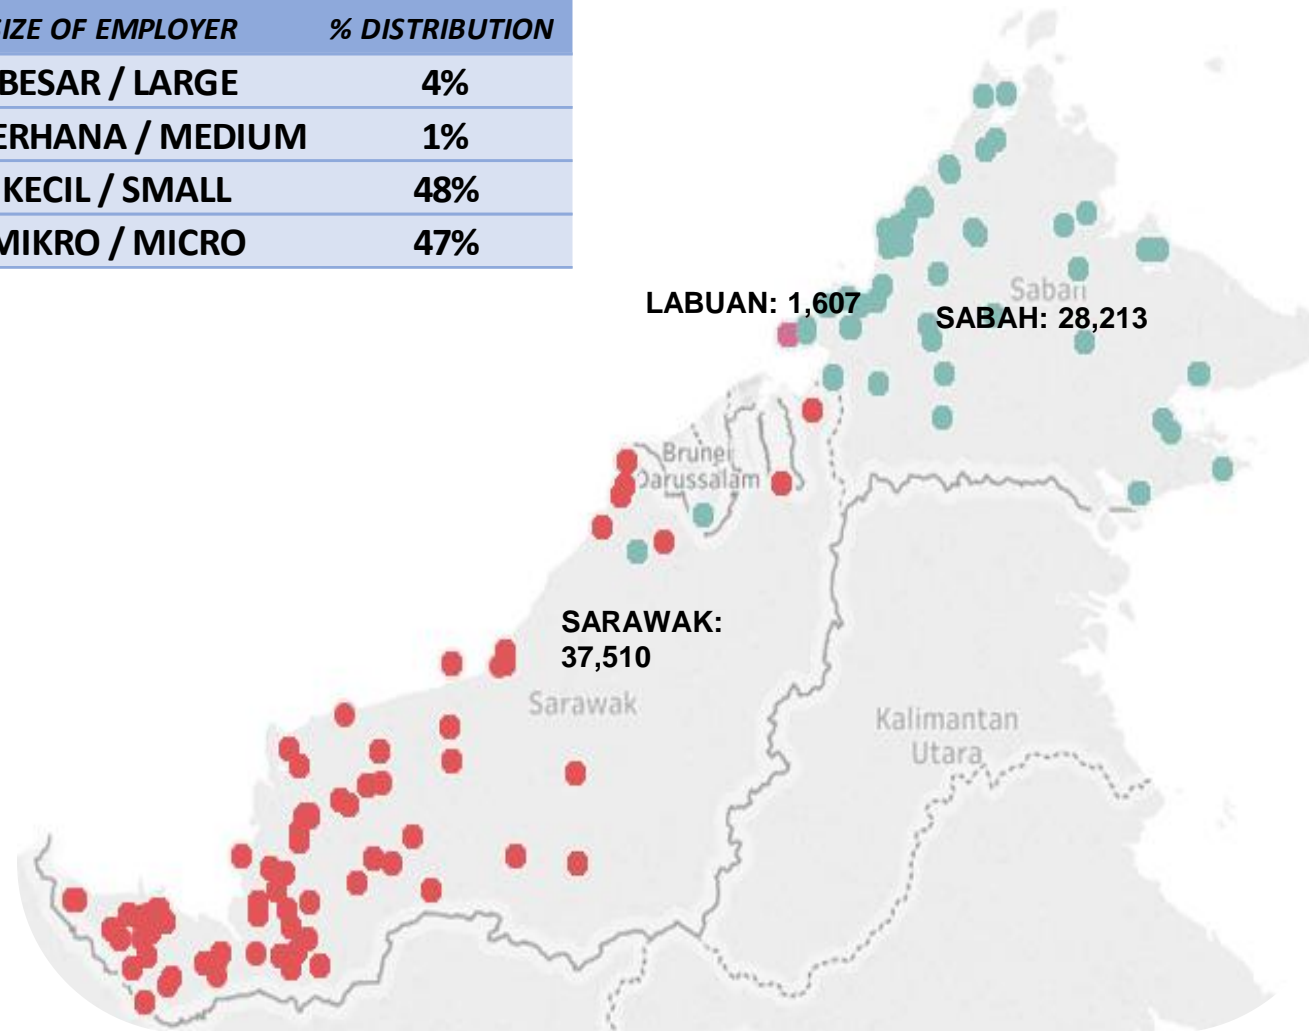 IZE OF EMPLOYER % DISTRIBUTION
BESAR / LARGE 4%
ERHANA / MEDIUM 1%
KECIL / SMALL 48%
MIKRO / MICRO 47%
LABUAN: 1,607
Sabah
SABAH: 28,213
Brunei
Darussalam
SARAWAK:
37,510
Sarawak
Kalimantan
Utara